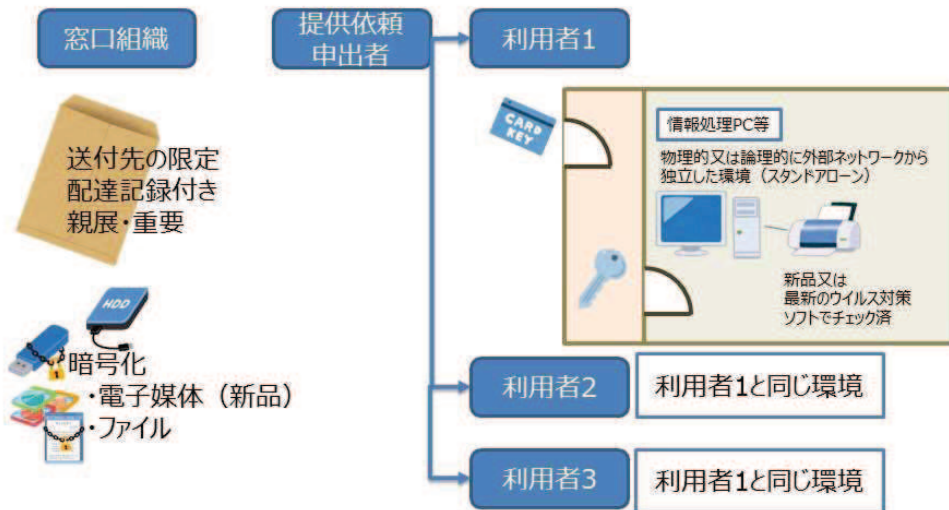 窓口組織
提供依頼
申出者
利用者1
送付先の限定
配達記録付き
親展・重要
CARD
KEY
情報処理PC等
物理的又は論理的に外部ネットワークから
独立した環境（スタンドアローン）
新品又は
最新のウイルス対策
ソフトでチェック済
HDD
暗号化
・電子媒体（新品）
・ファイル
利用者2
利用者1と同じ環境
利用者3
利用者1と同じ環境